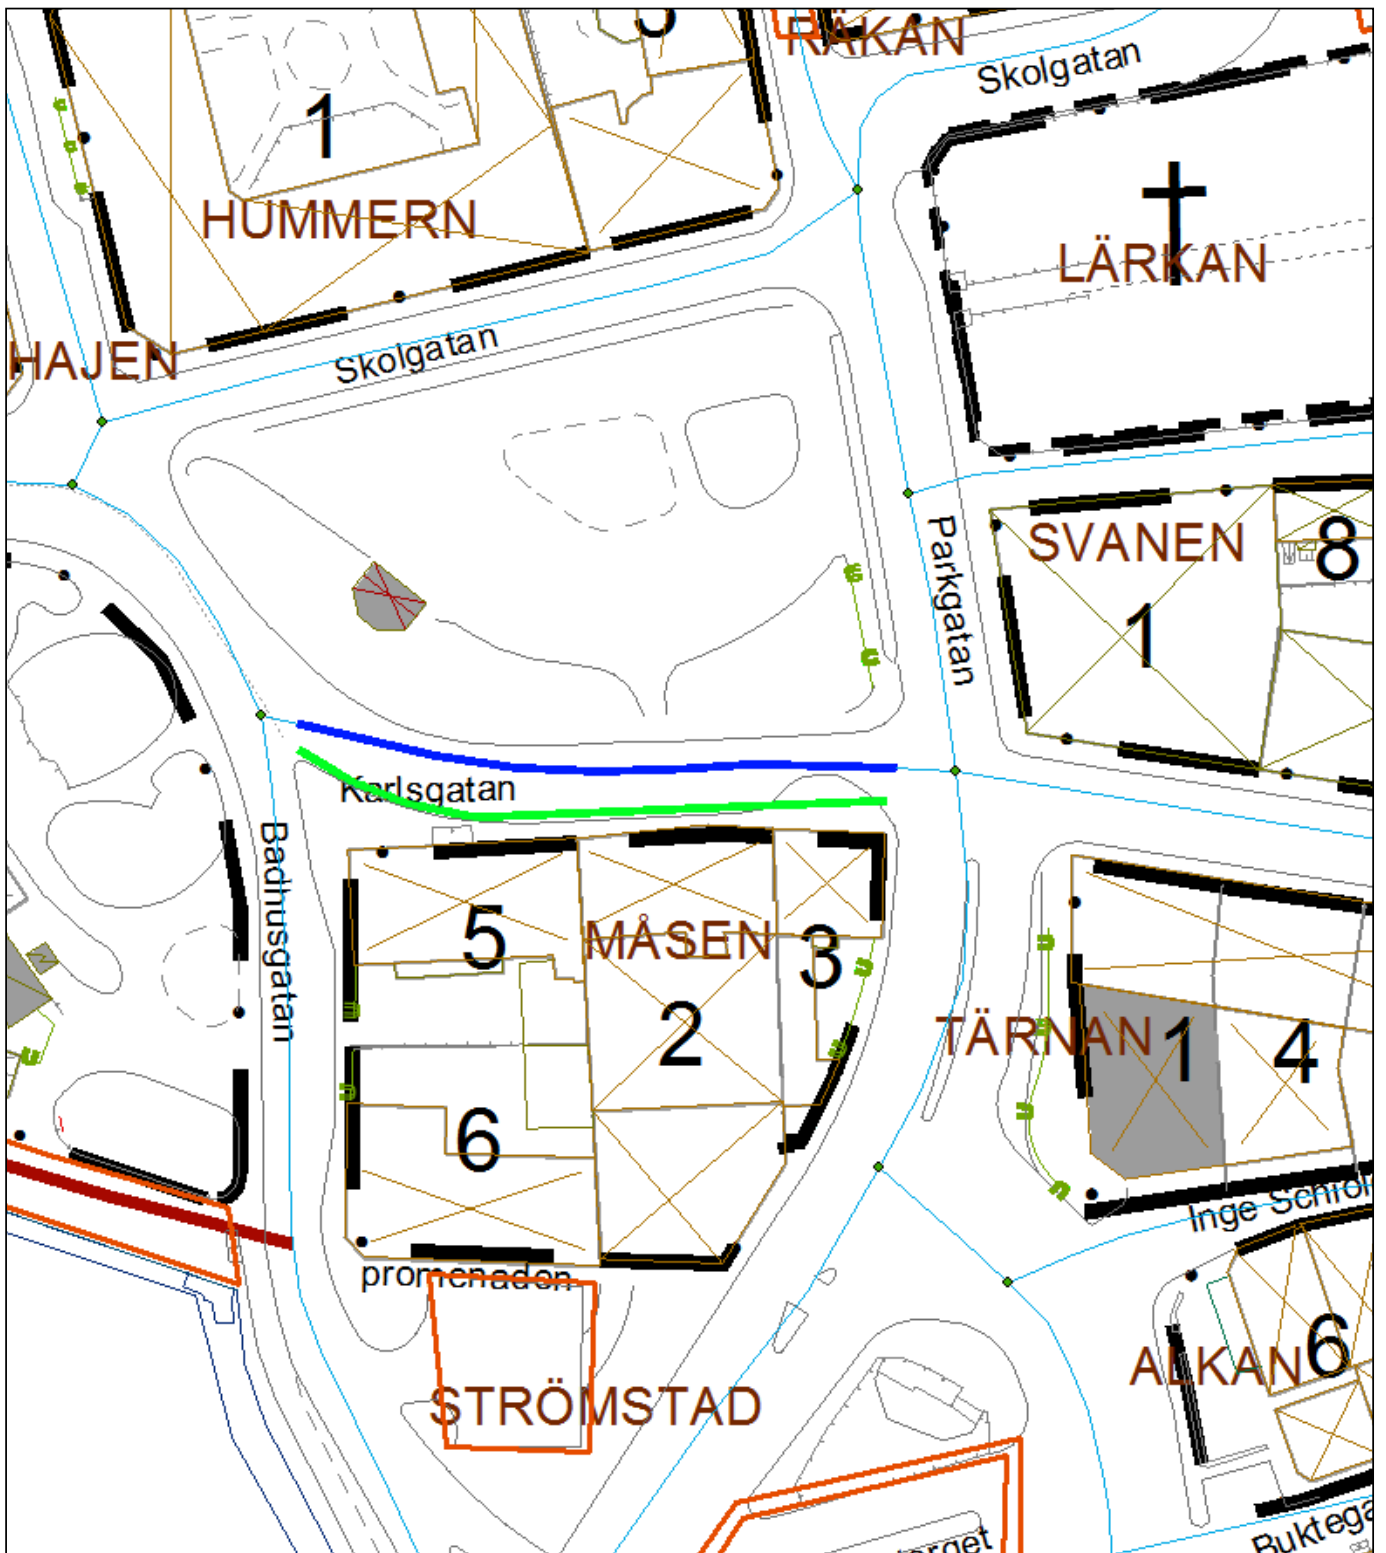 RÄKAN
Skolgatan
1
HUMMERN
LÄRKAN
Skolgatan
HAJEN
Parkgatan
SVANEN
8
1
Karlsgatan
Badhusgatan
5
MÅSEN
3
2
TÄRNAN
1
4
6
Inge
promenaden
6
ALKAN
STRÖMSTAD